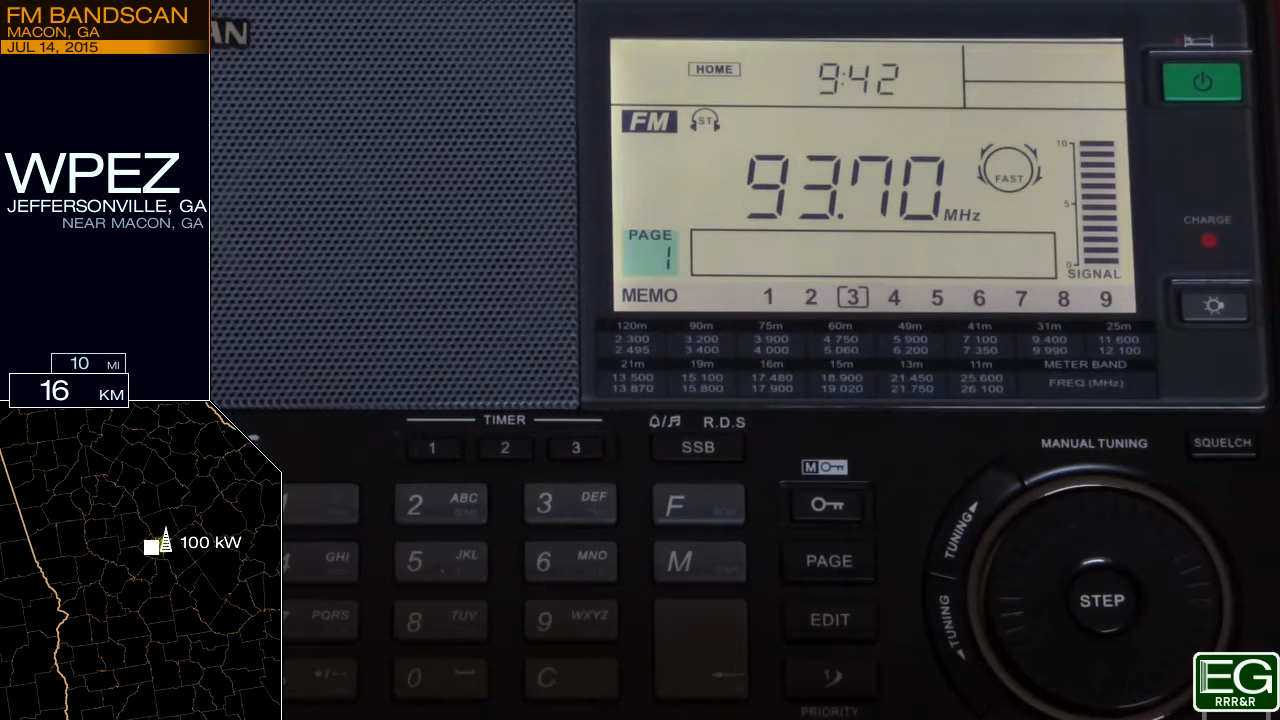 FM BANDSCAN
MACON, GA
JUL 14, 2015
AN
WPEZ
JEFFERSONVILLE, GA
NEAR MACON, GA
10 MI
16 KM
100 kW
HOME 9:42
FM ST
93.70 MHz
FAST
10
5
0
SIGNAL
PAGE
1
MEMO 1 2 [3] 4 5 6 7 8 9
120m 90m 75m 60m 49m 41m 31m 25m
2 300 3.200 3 900 4 750 5 900 7 100 9.400 11 600
2 495 3 400 4 000 5 060 6 200 7 350 9 990 12 100
21m 19m 16m 15m 13m 11m METER BAND
13 500 15 100 17 480 18 900 21 450 25 600 FREQ (MHz)
13 870 15 800 17 900 19 020 21 750 26 100
CHARGE
TIMER
1 2 3
R.D.S
SSB
M
MANUAL TUNING
SQUELCH
2 ABC
3 DEF
F
4 GHI
5 JKL
6 MNO
M
PAGE
7 PQRS
8 TUV
9 WXYZ
EDIT
0
C
PRIORITY
TUNING
TUNING
STEP
EG
RRR&R